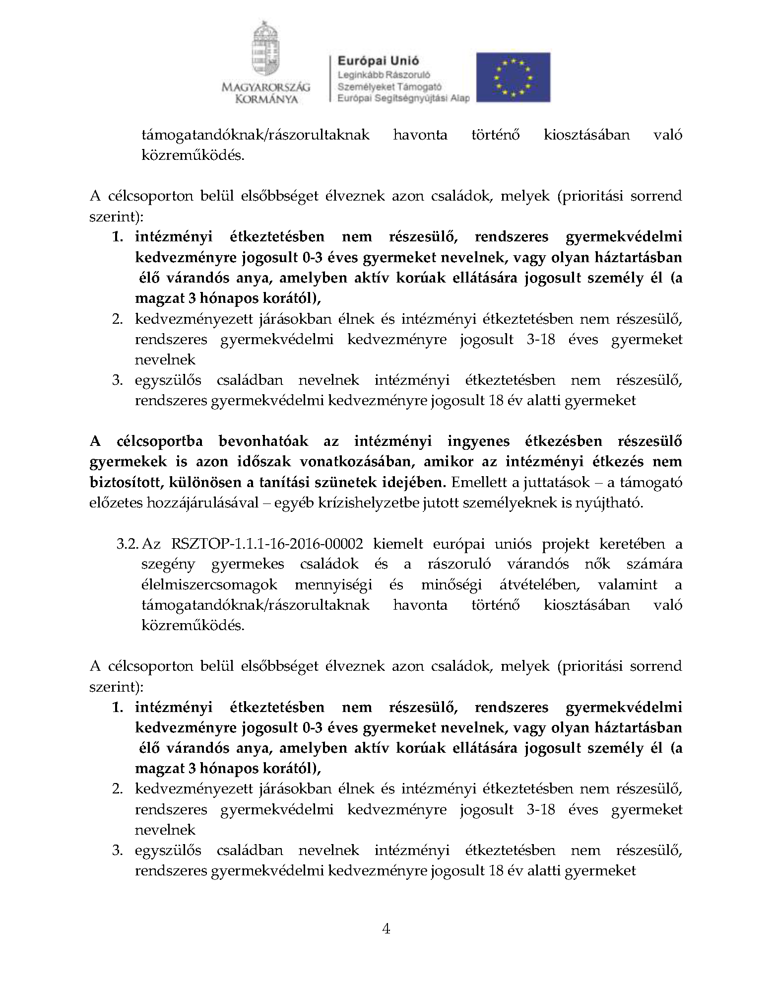 MAGYARORSZÁG
KORMÁNYA
Európai Unió
Leginkább Rászoruló
Személyeket Támogató
Európai Segítségnyújtási Alap
támogatandóknak/rászorultaknak havonta történő kiosztásában való
közreműködés.
A célcsoporton belül elsőbbséget élveznek azon családok, melyek (prioritási sorrend
szerint):
1. intézményi étkeztetésben nem részesülő, rendszeres gyermekvédelmi
kedvezményre jogosult 0-3 éves gyermeket nevelnek, vagy olyan háztartásban
élő várandós anya, amelyben aktív korúak ellátására jogosult személy él (a
magzat 3 hónapos korától),
2. kedvezményezett járásokban élnek és intézményi étkeztetésben nem részesülő,
rendszeres gyermekvédelmi kedvezményre jogosult 3-18 éves gyermeket
nevelnek
3. egyszülős családban nevelnek intézményi étkeztetésben nem részesülő,
rendszeres gyermekvédelmi kedvezményre jogosult 18 év alatti gyermeket
A célcsoportba bevonhatóak az intézményi ingyenes étkezésben részesülő
gyermekek is azon időszak vonatkozásában, amikor az intézményi étkezés nem
biztosított, különösen a tanítási szünetek idejében. Emellett a juttatások – a támogató
előzetes hozzájárulásával – egyéb krízishelyzetbe jutott személyeknek is nyújtható.
3.2. Az RSZTOP-1.1.1-16-2016-00002 kiemelt európai uniós projekt keretében a
szegény gyermekes családok és a rászoruló várandós nők számára
élelmiszercsomagok mennyiségi és minőségi átvételében, valamint a
támogatandóknak/rászorultaknak havonta történő kiosztásában való
közreműködés.
A célcsoporton belül elsőbbséget élveznek azon családok, melyek (prioritási sorrend
szerint):
1. intézményi étkeztetésben nem részesülő, rendszeres gyermekvédelmi
kedvezményre jogosult 0-3 éves gyermeket nevelnek, vagy olyan háztartásban
élő várandós anya, amelyben aktív korúak ellátására jogosult személy él (a
magzat 3 hónapos korától),
2. kedvezményezett járásokban élnek és intézményi étkeztetésben nem részesülő,
rendszeres gyermekvédelmi kedvezményre jogosult 3-18 éves gyermeket
nevelnek
3. egyszülős családban nevelnek intézményi étkeztetésben nem részesülő,
rendszeres gyermekvédelmi kedvezményre jogosult 18 év alatti gyermeket
4